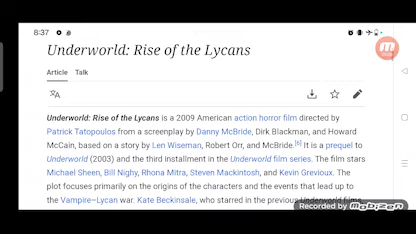 8:37
Underworld: Rise of the Lycans
Article Talk
Underworld: Rise of the Lycans is a 2009 American action horror film directed by
Patrick Tatopoulos from a screenplay by Danny McBride, Dirk Blackman, and Howard
McCain, based on a story by Len Wiseman, Robert Orr, and McBride.[6] It is a prequel to
Underworld (2003) and the third installment in the Underworld film series. The film stars
Michael Sheen, Bill Nighy, Rhona Mitra, Steven Mackintosh, and Kevin Grevioux. The
plot focuses primarily on the origins of the characters and the events that lead up to
the Vampire–Lycan war. Kate Beckinsale, who starred in the previous Underworld films
Recorded by Mobizen